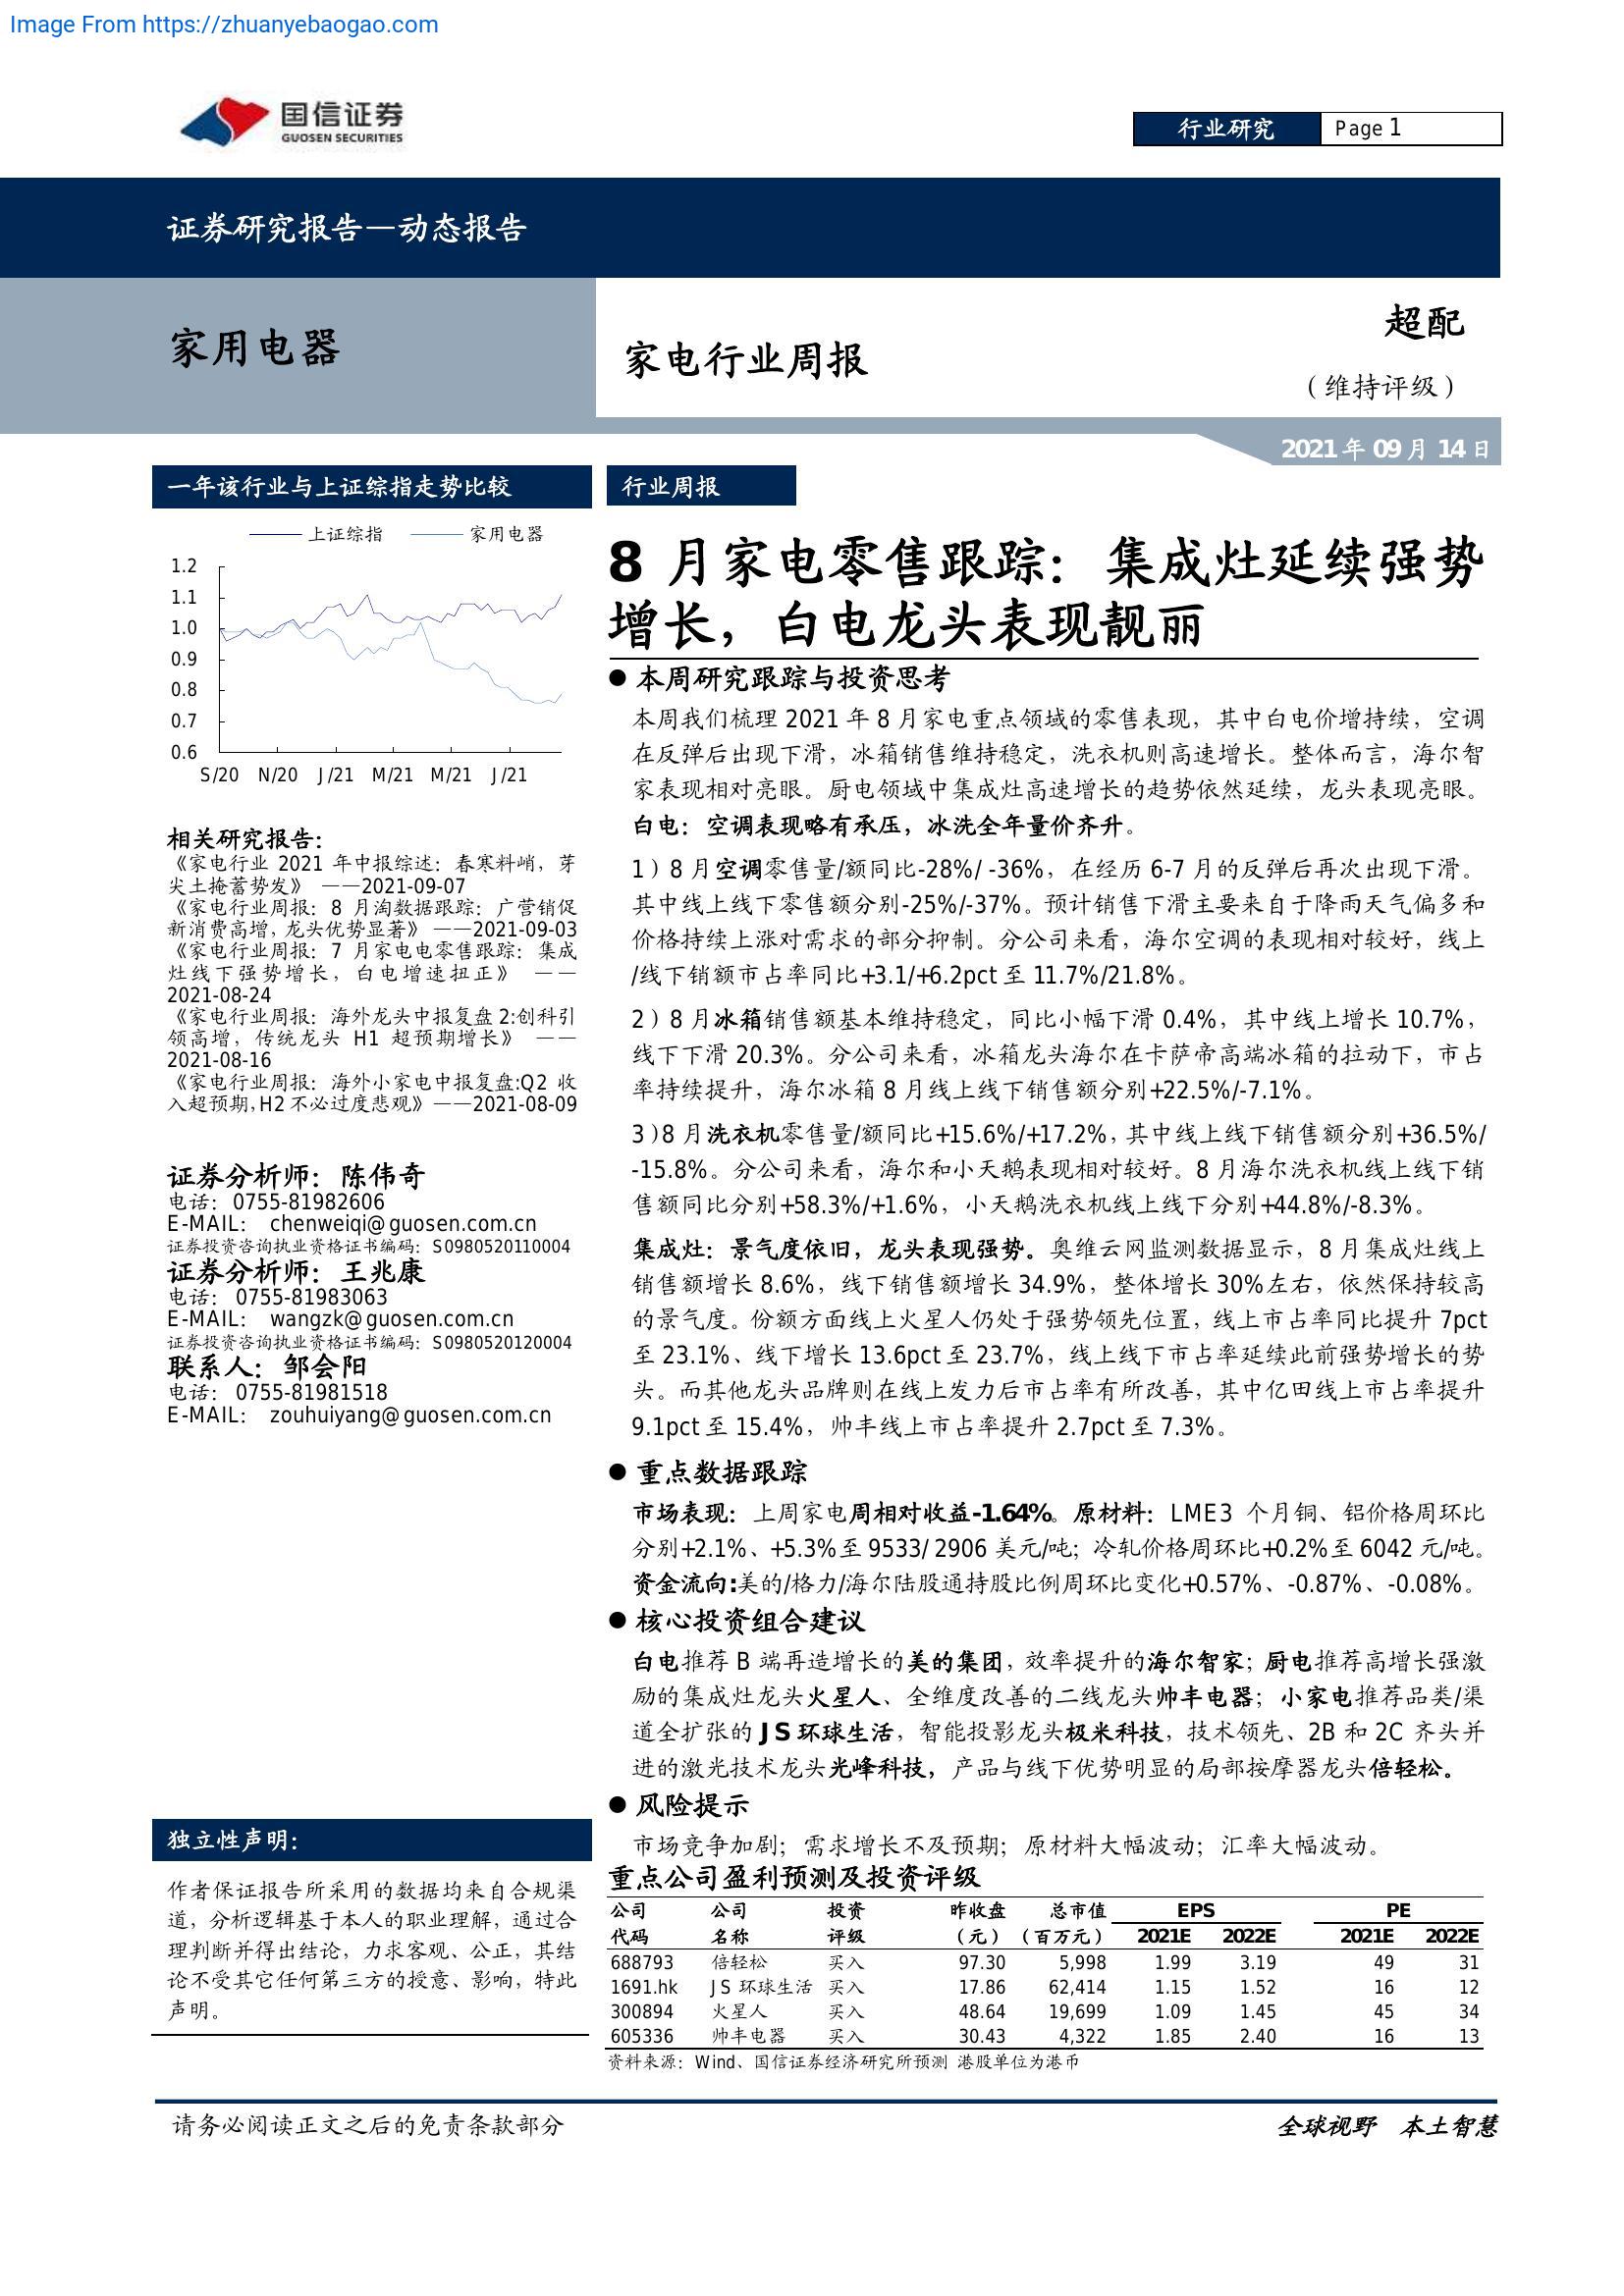 Image From https://zhuanyebaogao.com
国信证券
GUOSEN SECURITIES
行业研究 Page 1
证券研究报告—动态报告
家用电器
家电行业周报
超配
（维持评级）
2021年09月14日
一年该行业与上证综指走势比较
上证综指 家用电器
1.2
1.1
1.0
0.9
0.8
0.7
0.6
S/20 N/20 J/21 M/21 M/21 J/21
相关研究报告：
《家电行业 2021 年中报综述：春寒料峭，芽
尖土掩蓄势发》 ——2021-09-07
《家电行业周报：8 月淘数据跟踪：广营销促
新消费高增，龙头优势显著》 ——2021-09-03
《家电行业周报：7 月家电电零售跟踪：集成
灶线下强势增长，白电增速扭正》 ——
2021-08-24
《家电行业周报：海外龙头中报复盘 2:创科引
领高增，传统龙头 H1 超预期增长》 ——
2021-08-16
《家电行业周报：海外小家电中报复盘:Q2 收
入超预期,H2 不必过度悲观》——2021-08-09
证券分析师：陈伟奇
电话： 0755-81982606
E-MAIL： chenweiqi@guosen.com.cn
证券投资咨询执业资格证书编码：S0980520110004
证券分析师：王兆康
电话： 0755-81983063
E-MAIL： wangzk@guosen.com.cn
证券投资咨询执业资格证书编码：S0980520120004
联系人：邹会阳
电话： 0755-81981518
E-MAIL： zouhuiyang@guosen.com.cn
独立性声明：
作者保证报告所采用的数据均来自合规渠
道，分析逻辑基于本人的职业理解，通过合
理判断并得出结论，力求客观、公正，其结
论不受其它任何第三方的授意、影响，特此
声明。
行业周报
8 月家电零售跟踪：集成灶延续强势
增长，白电龙头表现靓丽
● 本周研究跟踪与投资思考
本周我们梳理 2021 年 8 月家电重点领域的零售表现，其中白电价增持续，空调
在反弹后出现下滑，冰箱销售维持稳定，洗衣机则高速增长。整体而言，海尔智
家表现相对亮眼。厨电领域中集成灶高速增长的趋势依然延续，龙头表现亮眼。
白电：空调表现略有承压，冰洗全年量价齐升。
1）8 月空调零售量/额同比-28%/ -36%，在经历 6-7 月的反弹后再次出现下滑。
其中线上线下零售额分别-25%/-37%。预计销售下滑主要来自于降雨天气偏多和
价格持续上涨对需求的部分抑制。分公司来看，海尔空调的表现相对较好，线上
/线下销额市占率同比+3.1/+6.2pct 至 11.7%/21.8%。
2）8 月冰箱销售额基本维持稳定，同比小幅下滑 0.4%，其中线上增长 10.7%，
线下下滑 20.3%。分公司来看，冰箱龙头海尔在卡萨帝高端冰箱的拉动下，市占
率持续提升，海尔冰箱 8 月线上线下销售额分别+22.5%/-7.1%。
3）8 月洗衣机零售量/额同比+15.6%/+17.2%，其中线上线下销售额分别+36.5%/
-15.8%。分公司来看，海尔和小天鹅表现相对较好。8 月海尔洗衣机线上线下销
售额同比分别+58.3%/+1.6%，小天鹅洗衣机线上线下分别+44.8%/-8.3%。
集成灶：景气度依旧，龙头表现强势。奥维云网监测数据显示，8 月集成灶线上
销售额增长 8.6%，线下销售额增长 34.9%，整体增长 30%左右，依然保持较高
的景气度。份额方面线上火星人仍处于强势领先位置，线上市占率同比提升 7pct
至 23.1%、线下增长 13.6pct 至 23.7%，线上线下市占率延续此前强势增长的势
头。而其他龙头品牌则在线上发力后市占率有所改善，其中亿田线上市占率提升
9.1pct 至 15.4%，帅丰线上市占率提升 2.7pct 至 7.3%。
● 重点数据跟踪
市场表现：上周家电周相对收益-1.64%。原材料：LME3 个月铜、铝价格周环比
分别+2.1%、+5.3%至 9533/ 2906 美元/吨；冷轧价格周环比+0.2%至 6042 元/吨。
资金流向:美的/格力/海尔陆股通持股比例周环比变化+0.57%、-0.87%、-0.08%。
● 核心投资组合建议
白电推荐 B 端再造增长的美的集团，效率提升的海尔智家；厨电推荐高增长强激
励的集成灶龙头火星人、全维度改善的二线龙头帅丰电器；小家电推荐品类/渠
道全扩张的 JS 环球生活，智能投影龙头极米科技，技术领先、2B 和 2C 齐头并
进的激光技术龙头光峰科技，产品与线下优势明显的局部按摩器龙头倍轻松。
● 风险提示
市场竞争加剧；需求增长不及预期；原材料大幅波动；汇率大幅波动。
重点公司盈利预测及投资评级
公司 公司 投资 昨收盘 总市值 EPS PE
代码 名称 评级 （元） （百万元） 2021E 2022E 2021E 2022E
688793 倍轻松 买入 97.30 5,998 1.99 3.19 49 31
1691.hk JS 环球生活 买入 17.86 62,414 1.15 1.52 16 12
300894 火星人 买入 48.64 19,699 1.09 1.45 45 34
605336 帅丰电器 买入 30.43 4,322 1.85 2.40 16 13
资料来源：Wind、国信证券经济研究所预测 港股单位为港币
请务必阅读正文之后的免责条款部分
全球视野 本土智慧